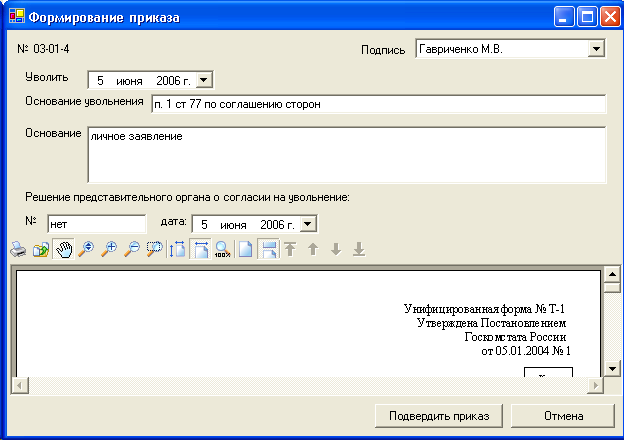 Формирование приказа
№ 03-01-4
Подпись Гавриченко М.В.
Уволить 5 июня 2006 г.
Основание увольнения п. 1 ст 77 по соглашению сторон
Основание личное заявление
Решение представительного органа о согласии на увольнение:
№ нет дата: 5 июня 2006 г.
100%
Унифицированная форма № Т-1
Утверждена Постановлением
Госкомстата России
от 05.01.2004 № 1
Подвердить приказ Отмена